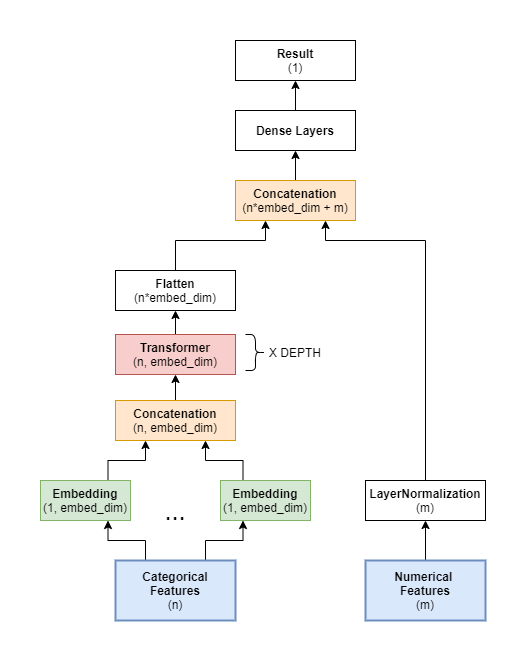 Result
(1)
Dense Layers
Concatenation
(n*embed_dim + m)
Flatten
(n*embed_dim)
Transformer
(n, embed_dim)
X DEPTH
Concatenation
(n, embed_dim)
Embedding
(1, embed_dim)
...
Embedding
(1, embed_dim)
LayerNormalization
(m)
Categorical
Features
(n)
Numerical
Features
(m)